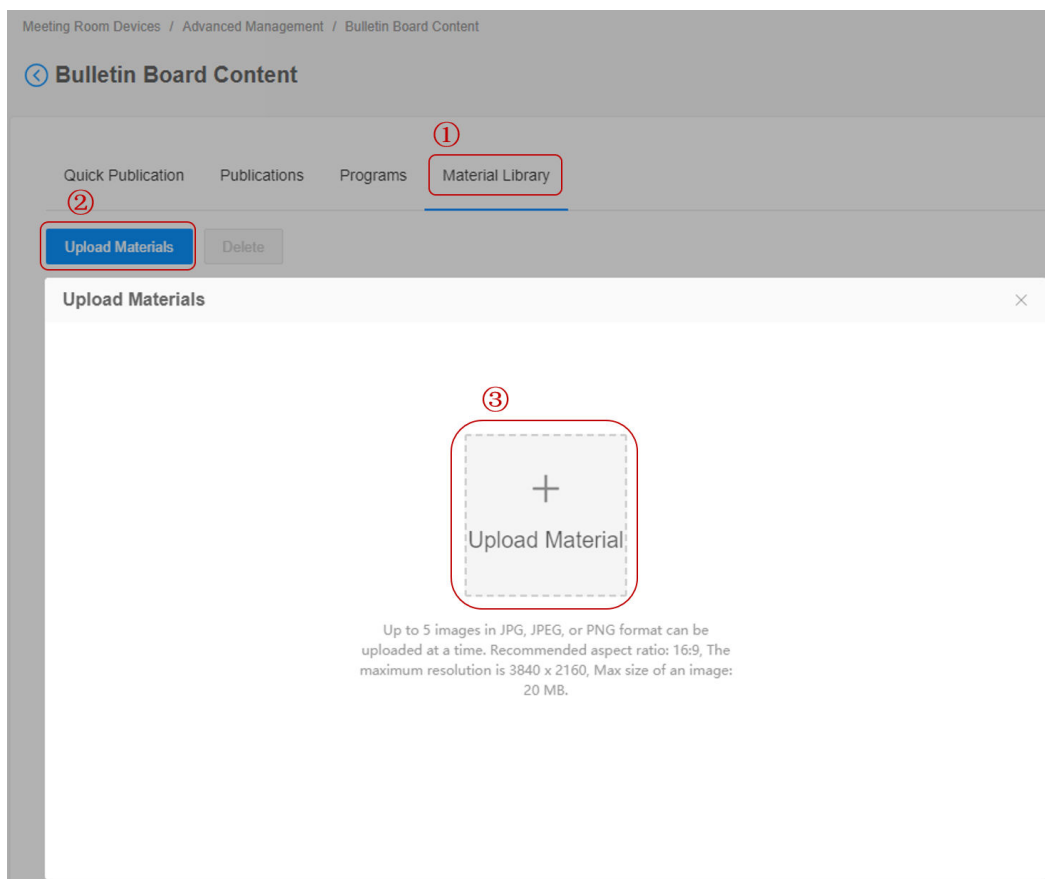 Meeting Room Devices / Advanced Management / Bulletin Board Content
Bulletin Board Content
①
Quick Publication Publications Programs Material Library
②
Upload Materials Delete
Upload Materials
③
Upload Material
Up to 5 images in JPG, JPEG, or PNG format can be
uploaded at a time. Recommended aspect ratio: 16:9, The
maximum resolution is 3840 x 2160, Max size of an image:
20 MB.